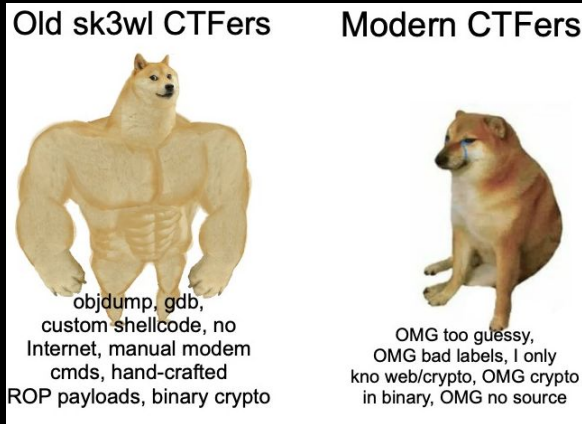 Old sk3wl CTFers
Modern CTFers
objdump, gdb,
custom shellcode, no
Internet, manual modem
cmds, hand-crafted
ROP payloads, binary crypto
OMG too guessy,
OMG bad labels, I only
kno web/crypto, OMG crypto
in binary, OMG no source